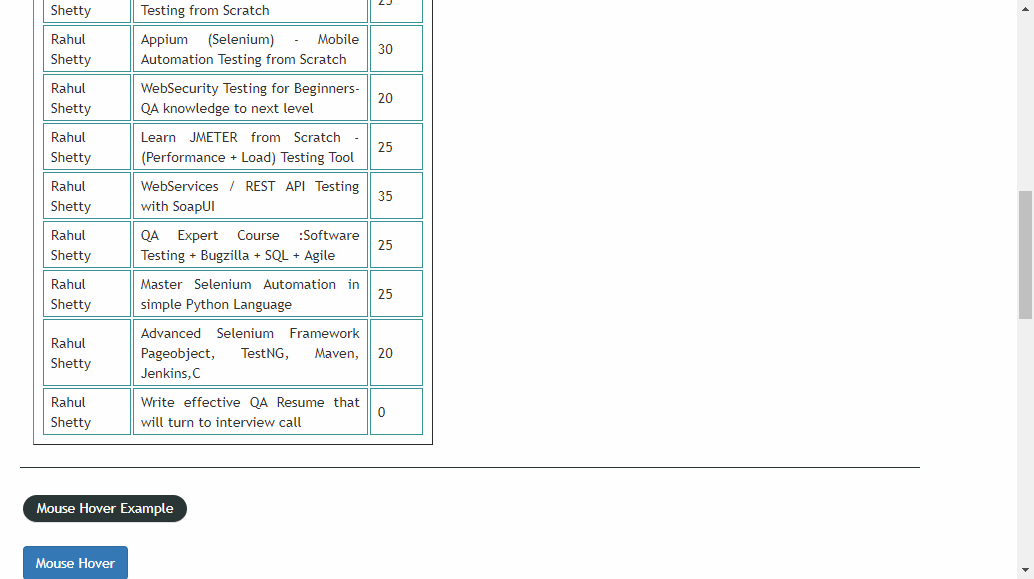 Shetty
Testing from Scratch
Rahul
Shetty
Appium (Selenium) - Mobile
Automation Testing from Scratch
30
Rahul
Shetty
WebSecurity Testing for Beginners-
QA knowledge to next level
20
Rahul
Shetty
Learn JMETER from Scratch -
(Performance + Load) Testing Tool
25
Rahul
Shetty
WebServices / REST API Testing
with SoapUI
35
Rahul
Shetty
QA Expert Course :Software
Testing + Bugzilla + SQL + Agile
25
Rahul
Shetty
Master Selenium Automation in
simple Python Language
25
Rahul
Shetty
Advanced Selenium Framework
Pageobject, TestNG, Maven,
Jenkins,C
20
Rahul
Shetty
Write effective QA Resume that
will turn to interview call
0
Mouse Hover Example
Mouse Hover